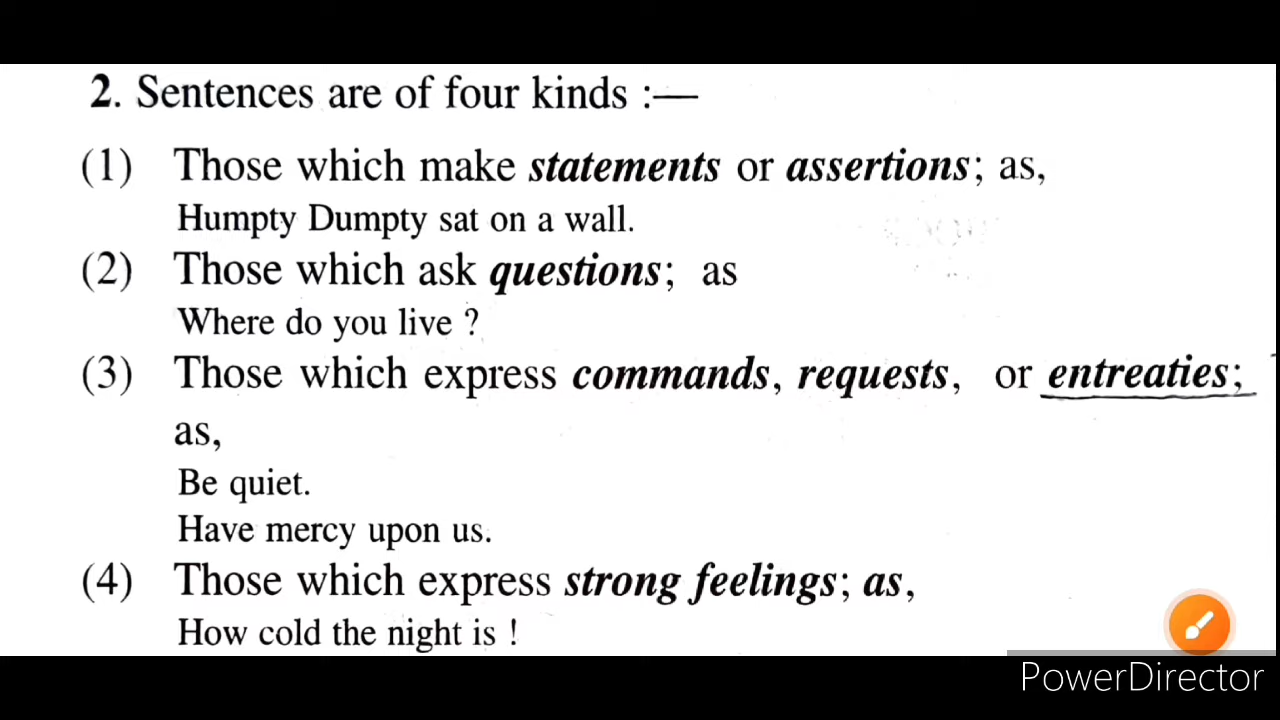 2. Sentences are of four kinds :—
(1) Those which make statements or assertions; as,
Humpty Dumpty sat on a wall.
(2) Those which ask questions; as
Where do you live ?
(3) Those which express commands, requests, or entreaties;
as,
Be quiet.
Have mercy upon us.
(4) Those which express strong feelings; as,
How cold the night is !
PowerDirector